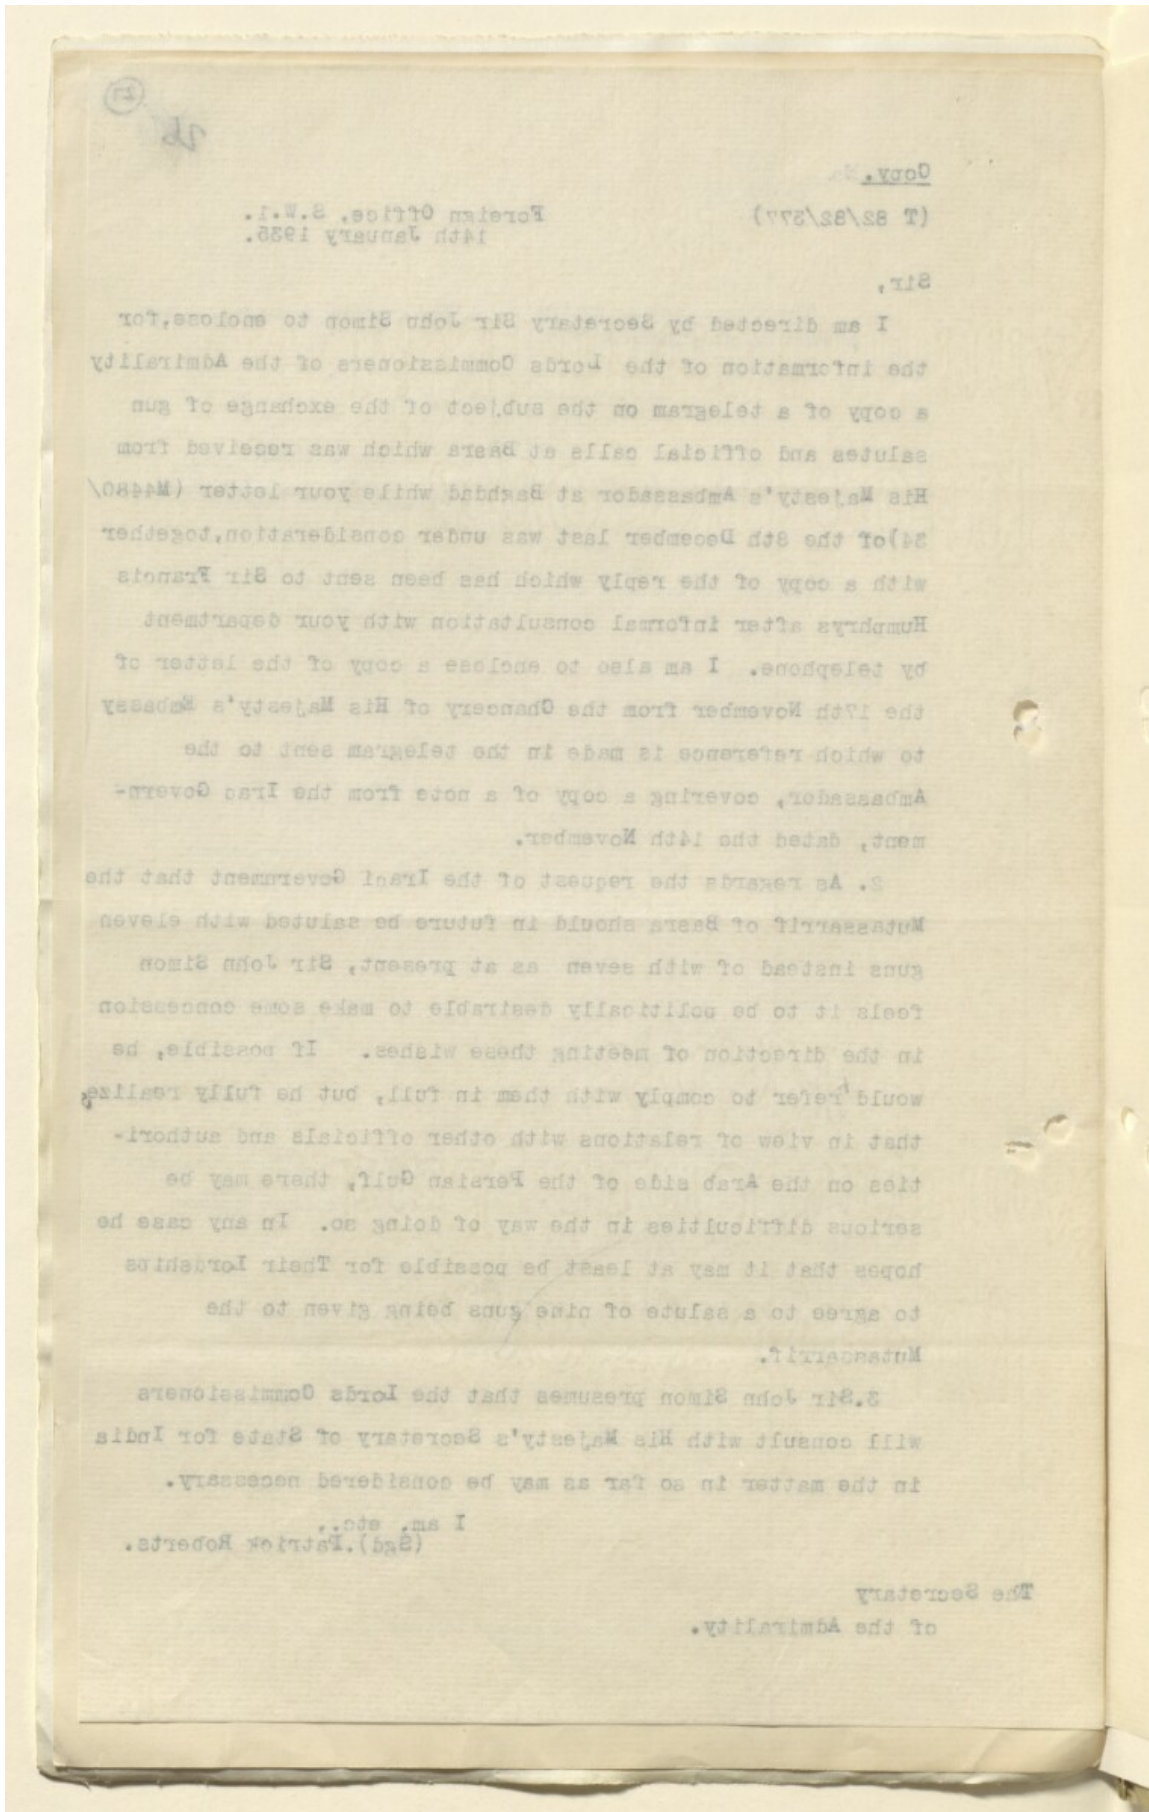 27
26
Copy.
(T 82/82/377)
Foreign Office, S.W.1.
14th January 1935.
Sir,
I am directed by Secretary Sir John Simon to enclose,for,
the information of the Lords Commissioners of the Admirality
a copy of a telegram on the subject of the exchange of gun
salutes and official calls at Basra which was received from
His Majesty's Ambassador at Baghdad while your letter (M4480/
34)of the 8th December last was under consideration,together
with a copy of the reply which has been sent to Sir Francis
Humphrys after informal consultation with your department
by telephone. I am also to enclose a copy of the letter of
the 17th November from the Chancery of His Majesty's Embassy
to which reference is made in the telegram sent to the
Ambassador, covering a copy of a note from the Iraq Govern-
ment, dated the 14th November.
2. As regards the request of the Iraqi Government that the
Mutassarrif of Basra should in future be saluted with eleven
guns instead of with seven as at present, Sir John Simon
feels it to be politically desirable to make some concession
in the direction of meeting these wishes. If possible, he
would prefer to comply with them in full, but he fully realizes
that in view of relations with other officials and authori-
ties on the Arab side of the Persian Gulf, there may be
serious difficulties in the way of doing so. In any case he
hopes that it may at least be possible for Their Lordships
to agree to a salute of nine guns being given to the
Mutassarrif.
3.Sir John Simon presumes that the Lords Commissioners
will consult with His Majesty's Secretary of State for India
in the matter in so far as may be considered necessary.
I am, etc.,
(Sgd).Patrick Roberts.
The Secretary
of the Admirality.